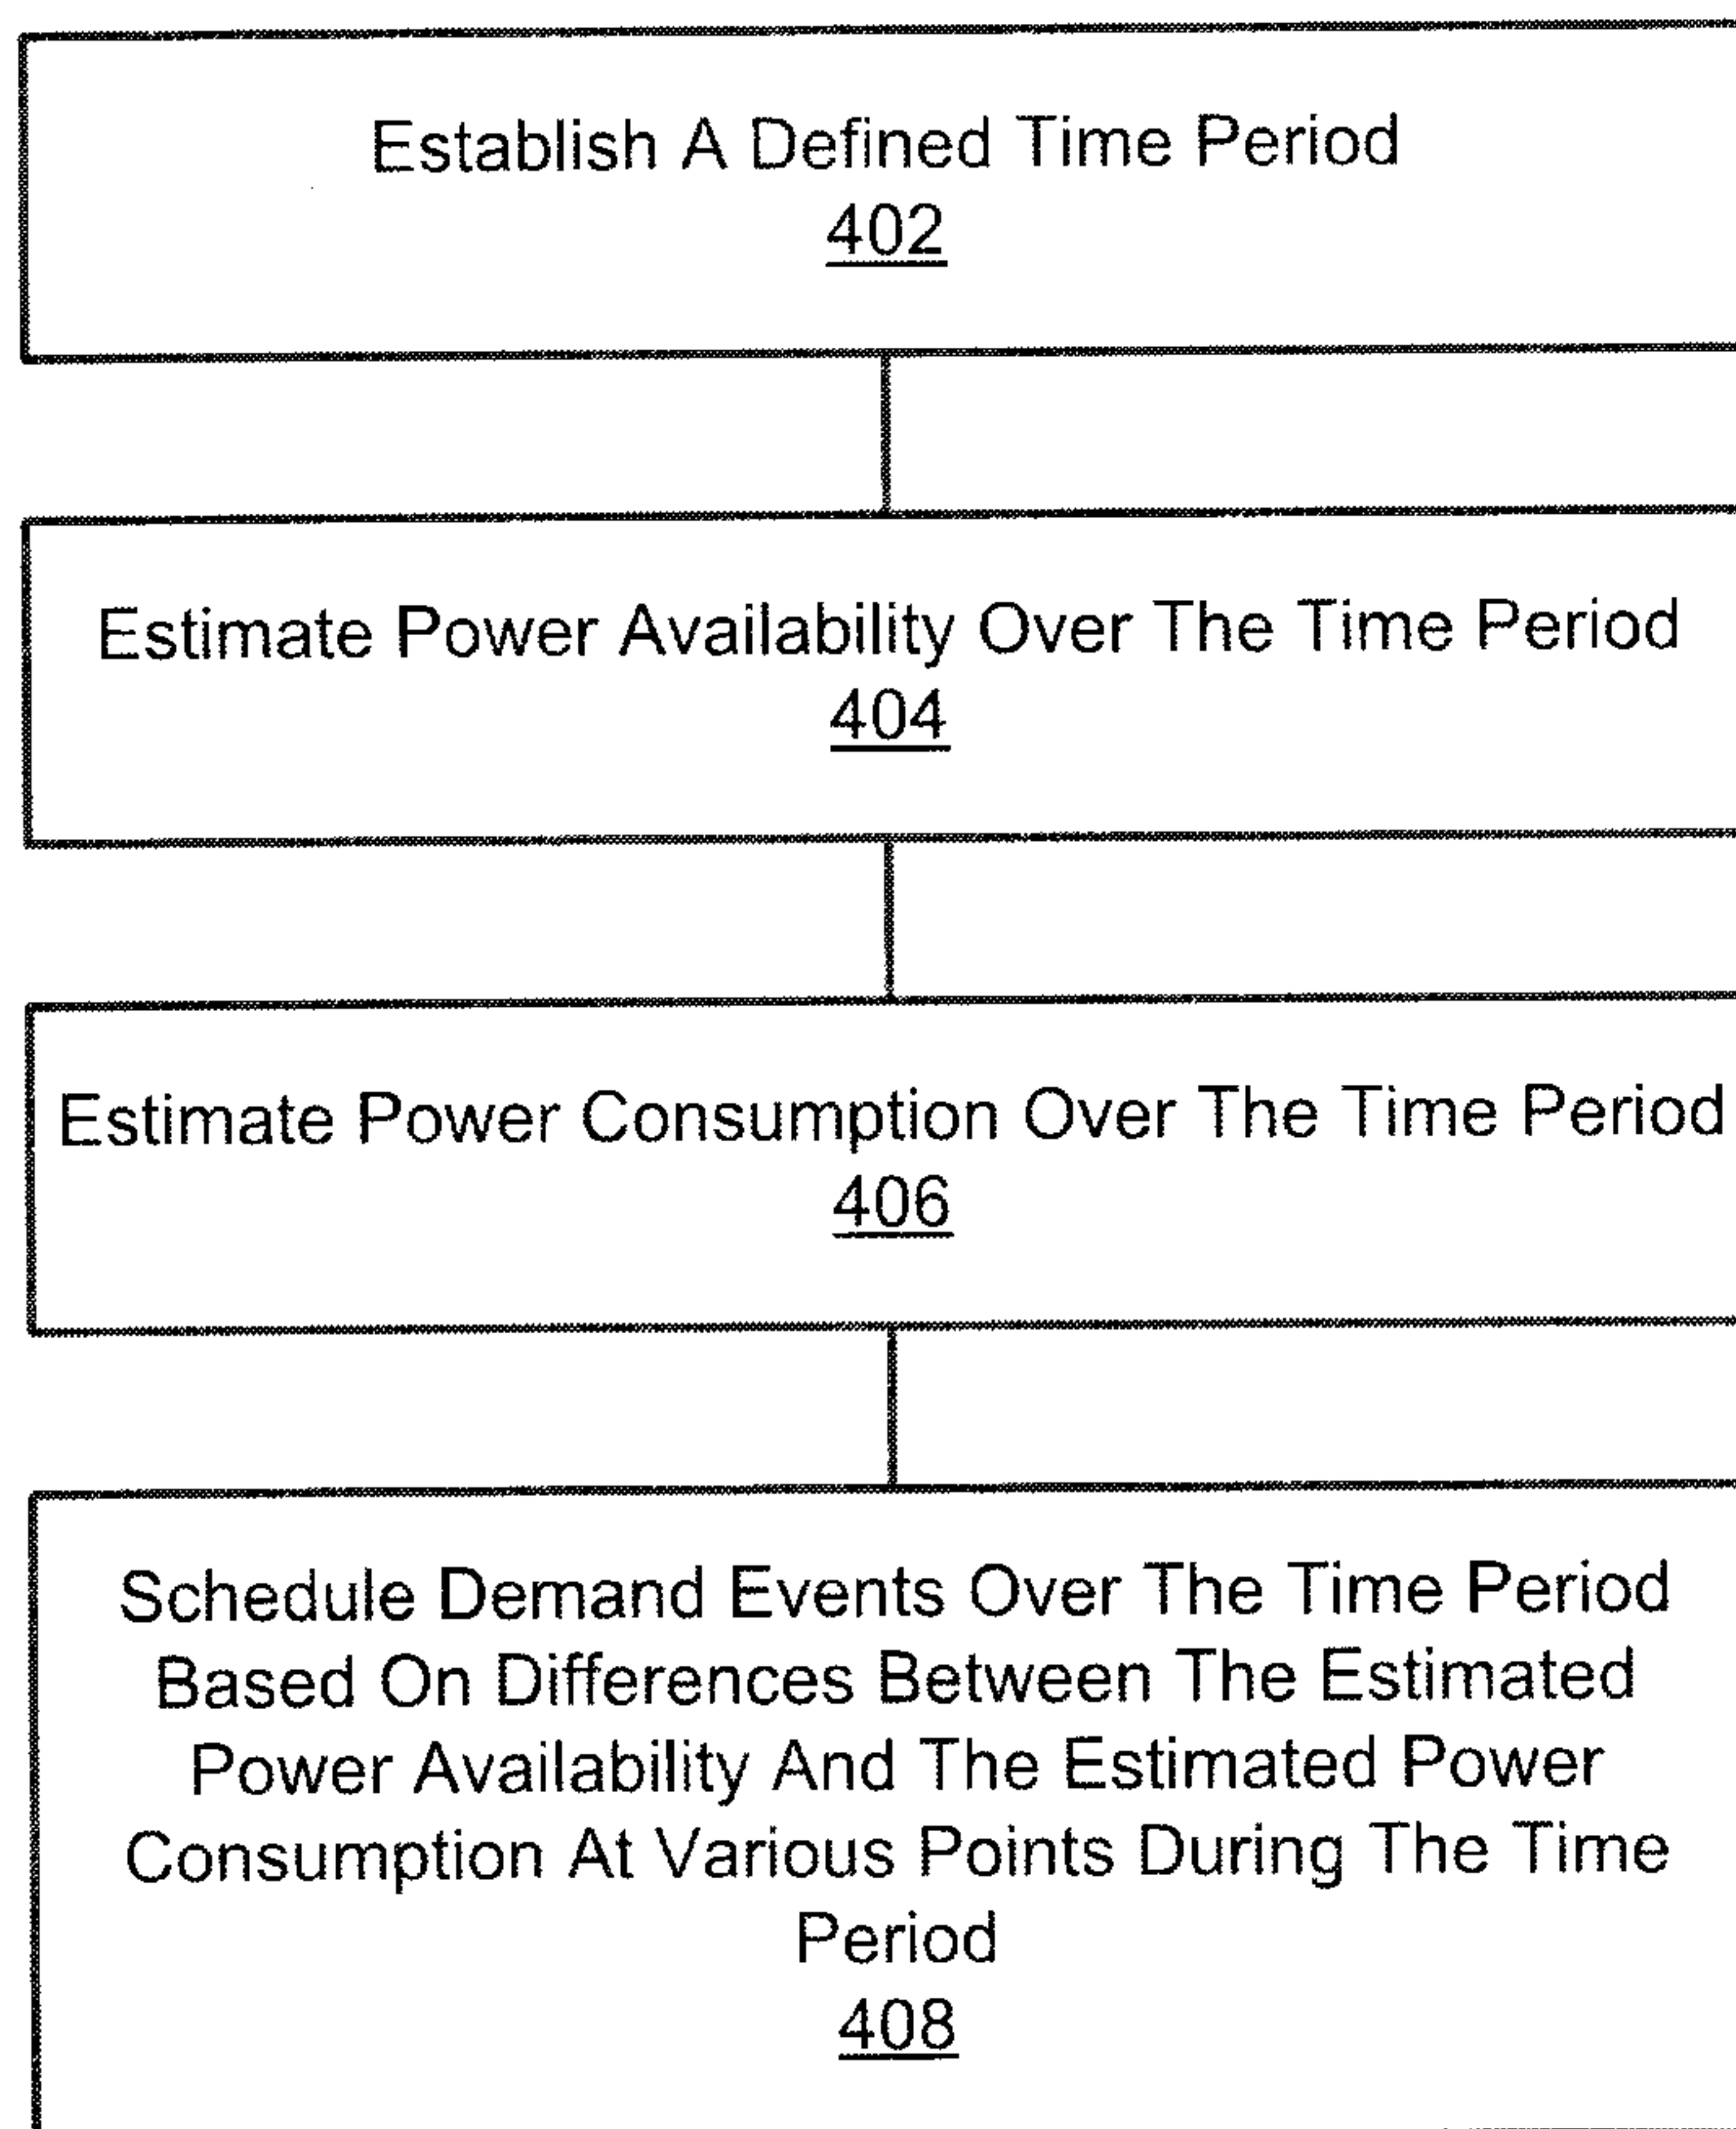 Establish A Defined Time Period
402
Estimate Power Availability Over The Time Period
404
Estimate Power Consumption Over The Time Period
406
Schedule Demand Events Over The Time Period
Based On Differences Between The Estimated
Power Availability And The Estimated Power
Consumption At Various Points During The Time
Period
408